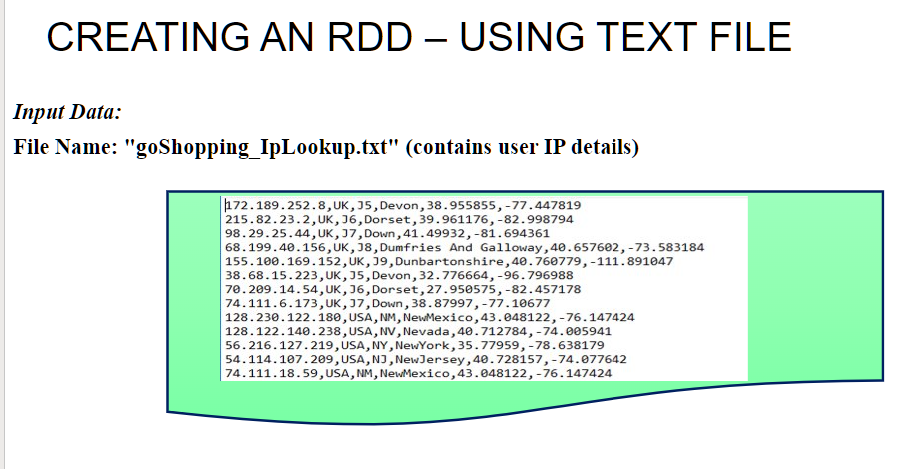 CREATING AN RDD – USING TEXT FILE
Input Data:
File Name: "goShopping_IpLookup.txt" (contains user IP details)
172.189.252.8,UK,J5,Devon,38.955855,-77.447819
215.82.23.2,UK,J6,Dorset,39.961176,-82.998794
98.29.25.44,UK,J7,Down,41.49932,-81.694361
68.199.40.156,UK,J8,Dumfries And Galloway,40.657602,-73.583184
155.100.169.152,UK,J9,Dunbartonshire,40.760779,-111.891047
38.68.15.223,UK,J5,Devon,32.776664,-96.796988
70.209.14.54,UK,J6,Dorset,27.950575,-82.457178
74.111.6.173,UK,J7,Down,38.87997,-77.10677
128.230.122.180,USA,NM,NewMexico,43.048122,-76.147424
128.122.140.238,USA,NV,Nevada,40.712784,-74.005941
56.216.127.219,USA,NY,NewYork,35.77959,-78.638179
54.114.107.209,USA,NJ,NewJersey,40.728157,-74.077642
74.111.18.59,USA,NM,NewMexico,43.048122,-76.147424